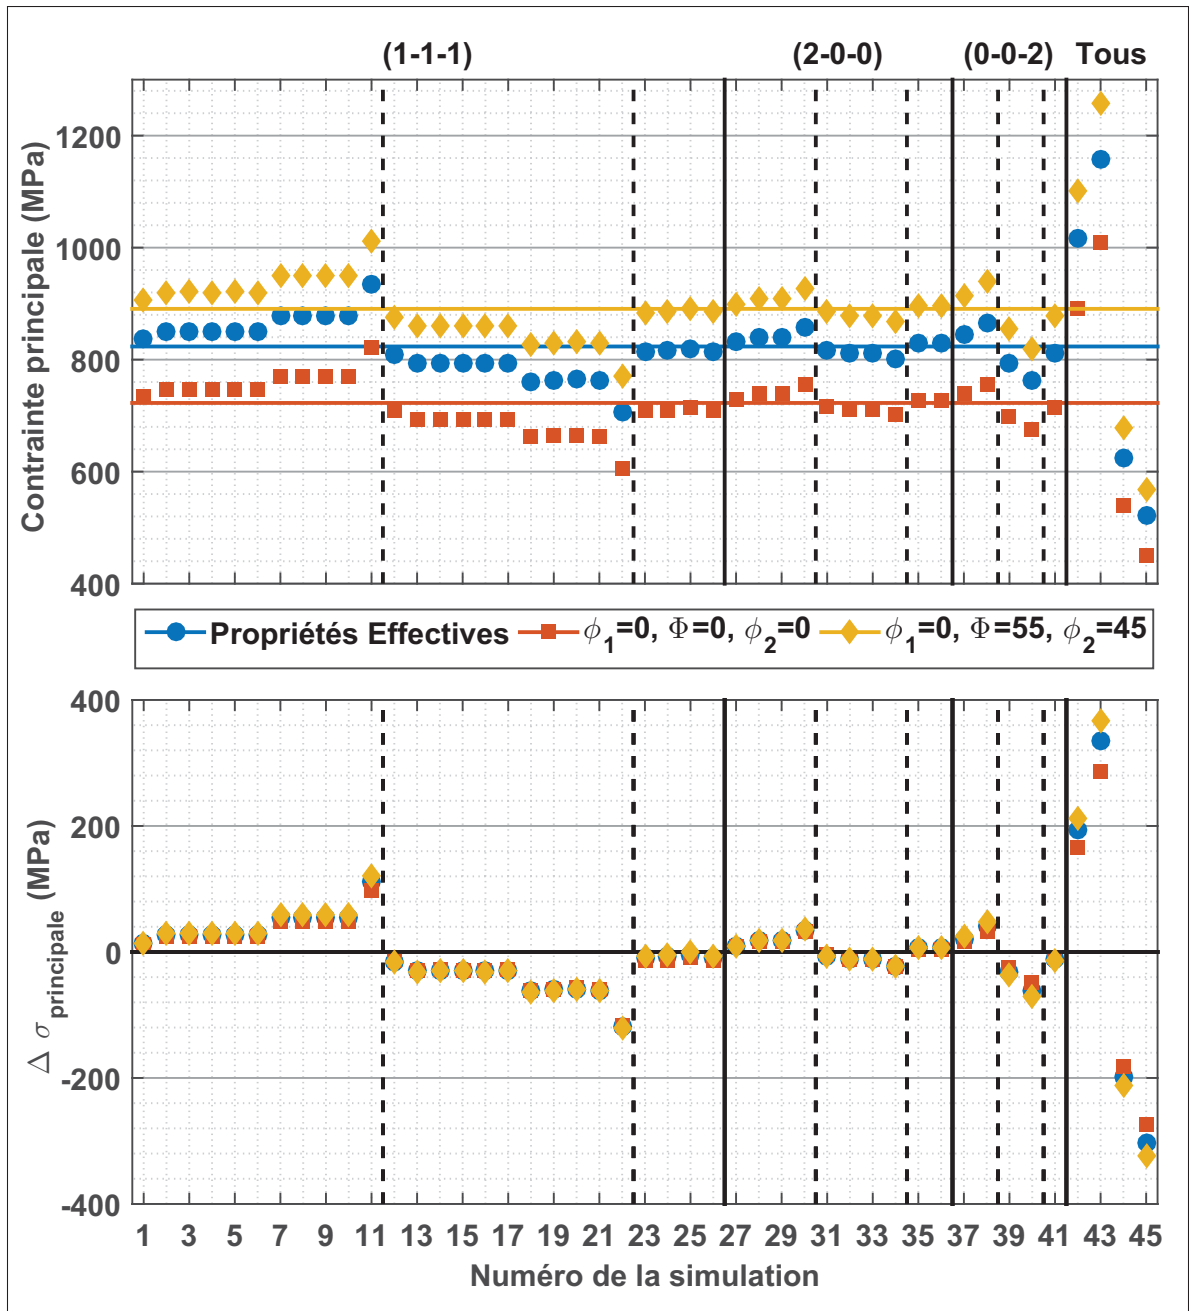 (1-1-1) (2-0-0) (0-0-2) Tous
Contrainte principale (MPa)
1200
1000
800
600
400
Propriétés Effectives ϕ1=0, Φ=0, ϕ2=0 ϕ1=0, Φ=55, ϕ2=45
Δ σprincipale (MPa)
400
200
0
-200
-400
1 3 5 7 9 11 13 15 17 19 21 23 25 27 29 31 33 35 37 39 41 43 45
Numéro de la simulation